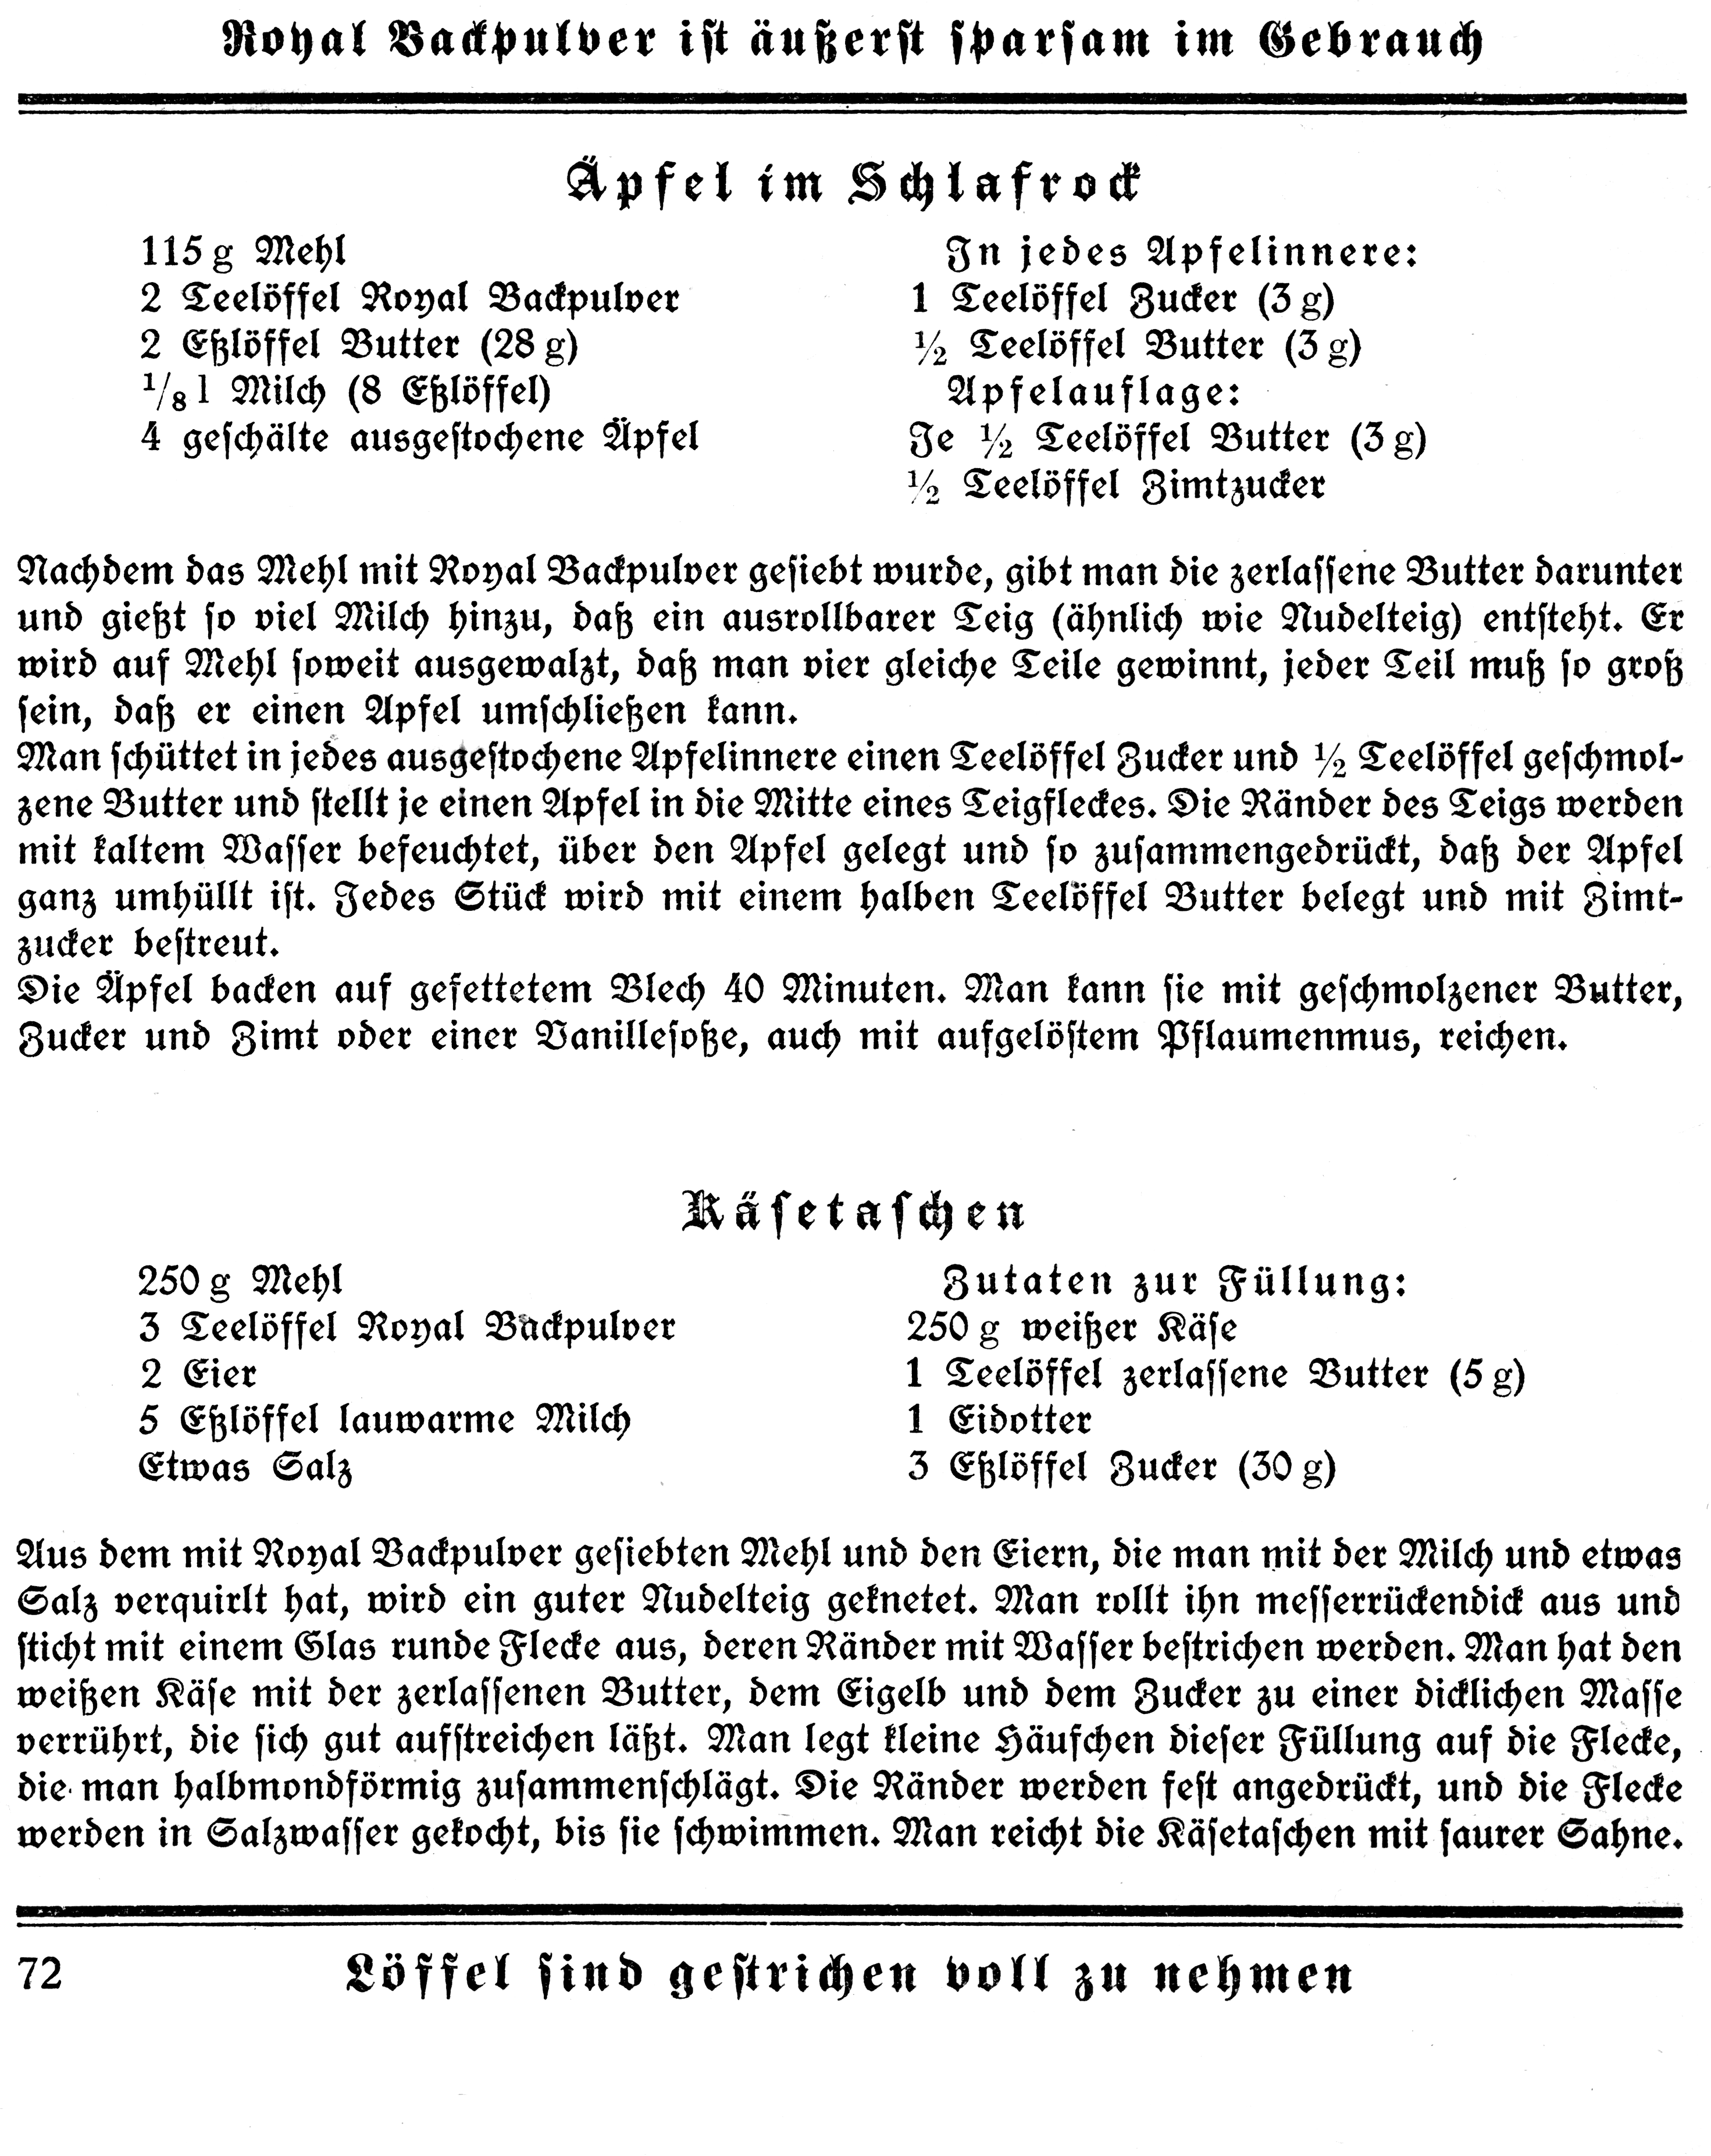 Royal Backpulver ist äußerst sparsam im Gebrauch
Äpfel im Schlafrock
115 g Mehl
2 Teelöffel Royal Backpulver
2 Eßlöffel Butter (28 g)
1/8 l Milch (8 Eßlöffel)
4 geschälte ausgestochene Äpfel
In jedes Apfelinnere:
1 Teelöffel Zucker (3 g)
½ Teelöffel Butter (3 g)
Apfelauflage:
Je ½ Teelöffel Butter (3 g)
½ Teelöffel Zimtzucker
Nachdem das Mehl mit Royal Backpulver gesiebt wurde, gibt man die zerlassene Butter darunter
und gießt so viel Milch hinzu, daß ein ausrollbarer Teig (ähnlich wie Nudelteig) entsteht. Er
wird auf Mehl soweit ausgewalzt, daß man vier gleiche Teile gewinnt, jeder Teil muß so groß
sein, daß er einen Apfel umschließen kann.
Man schüttet in jedes ausgestochene Apfelinnere einen Teelöffel Zucker und ½ Teelöffel geschmol-
zene Butter und stellt je einen Apfel in die Mitte eines Teigfleckes. Die Ränder des Teigs werden
mit kaltem Wasser befeuchtet, über den Apfel gelegt und so zusammengedrückt, daß der Apfel
ganz umhüllt ist. Jedes Stück wird mit einem halben Teelöffel Butter belegt und mit Zimt-
zucker bestreut.
Die Äpfel backen auf gefettetem Blech 40 Minuten. Man kann sie mit geschmolzener Butter,
Zucker und Zimt oder einer Vanillesoße, auch mit aufgelöstem Pflaumenmus, reichen.
Käsetaschen
250 g Mehl
3 Teelöffel Royal Backpulver
2 Eier
5 Eßlöffel lauwarme Milch
Etwas Salz
Zutaten zur Füllung:
250 g weißer Käse
1 Teelöffel zerlassene Butter (5 g)
1 Eidotter
3 Eßlöffel Zucker (30 g)
Aus dem mit Royal Backpulver gesiebten Mehl und den Eiern, die man mit der Milch und etwas
Salz verquirlt hat, wird ein guter Nudelteig geknetet. Man rollt ihn messerrückendick aus und
sticht mit einem Glas runde Flecke aus, deren Ränder mit Wasser bestrichen werden. Man hat den
weißen Käse mit der zerlassenen Butter, dem Eigelb und dem Zucker zu einer dicklichen Masse
verrührt, die sich gut aufstreichen läßt. Man legt kleine Häufchen dieser Füllung auf die Flecke,
die man halbmondförmig zusammenschlägt. Die Ränder werden fest angedrückt, und die Flecke
werden in Salzwasser gekocht, bis sie schwimmen. Man reicht die Käsetaschen mit saurer Sahne.
72 Löffel sind gestrichen voll zu nehmen